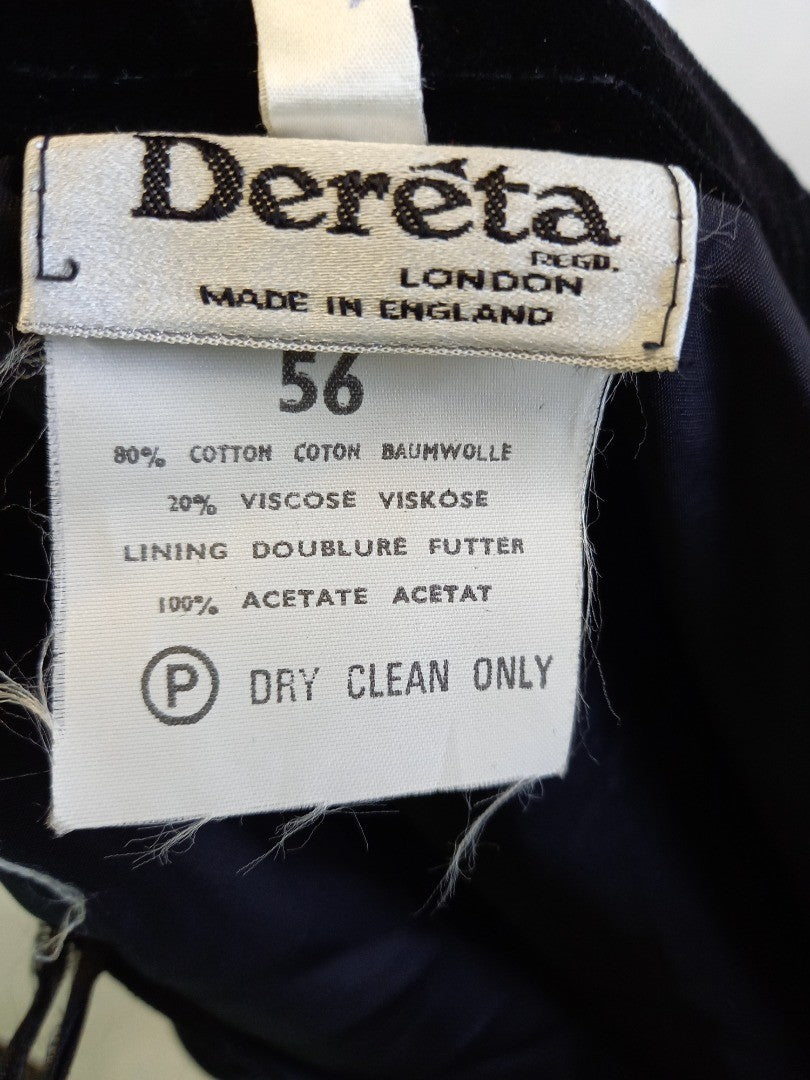 Deréta
REGD.
LONDON
MADE IN ENGLAND
56
80% COTTON COTON BAUMWOLLE
20% VISCOSE VISKOSE
LINING DOUBLURE FUTTER
100% ACETATE ACETAT
P DRY CLEAN ONLY